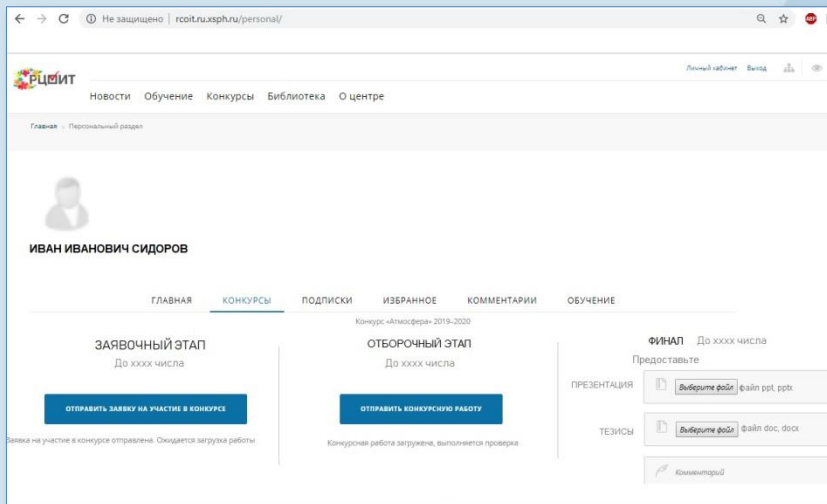 Не защищено | rcoit.ru.xsph.ru/personal/
ABP
Личный кабинет Выход
РЦОИТ
Новости Обучение Конкурсы Библиотека О центре
Главная › Персональный раздел
ИВАН ИВАНОВИЧ СИДОРОВ
ГЛАВНАЯ КОНКУРСЫ ПОДПИСКИ ИЗБРАННОЕ КОММЕНТАРИИ ОБУЧЕНИЕ
Конкурс «Атмосфера» 2019–2020
ЗАЯВОЧНЫЙ ЭТАП
До хххх числа
ОТПРАВИТЬ ЗАЯВКУ НА УЧАСТИЕ В КОНКУРСЕ
Заявка на участие в конкурсе отправлена. Ожидается загрузка работы
ОТБОРОЧНЫЙ ЭТАП
До хххх числа
ОТПРАВИТЬ КОНКУРСНУЮ РАБОТУ
Конкурсная работа загружена, выполняется проверка
ФИНАЛ До хххх числа
Предоставьте
ПРЕЗЕНТАЦИЯ Выберите файл файл ppt, pptx
ТЕЗИСЫ Выберите файл файл doc, docx
Комментарий